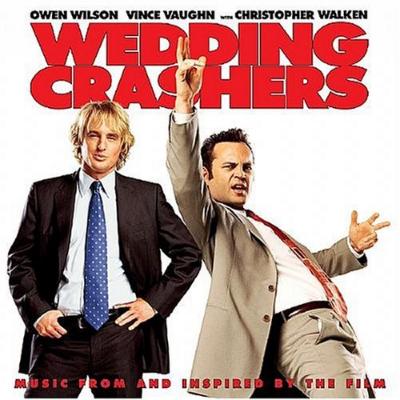 OWEN WILSON VINCE VAUGHN WITH CHRISTOPHER WALKEN
WEDDING
CRASHERS
MUSIC FROM AND INSPIRED BY THE FILM